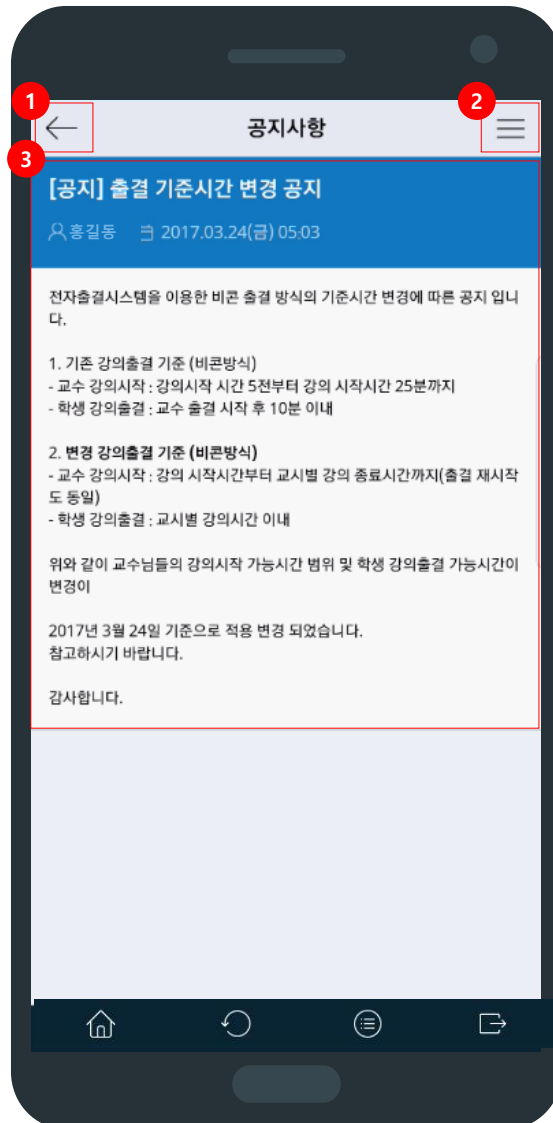 1
2
공지사항
3
[공지] 출결 기준시간 변경 공지
홍길동 2017.03.24(금) 05:03
전자출결시스템을 이용한 비콘 출결 방식의 기준시간 변경에 따른 공지 입니
다.
1. 기존 강의출결 기준 (비콘방식)
- 교수 강의시작 : 강의시작 시간 5전부터 강의 시작시간 25분까지
- 학생 강의출결 : 교수 출결 시작 후 10분 이내
2. 변경 강의출결 기준 (비콘방식)
- 교수 강의시작 : 강의 시작시간부터 교시별 강의 종료시간까지(출결 재시작
도 동일)
- 학생 강의출결 : 교시별 강의시간 이내
위와 같이 교수님들의 강의시작 가능시간 범위 및 학생 강의출결 가능시간이
변경이
2017년 3월 24일 기준으로 적용 변경 되었습니다.
참고하시기 바랍니다.
감사합니다.